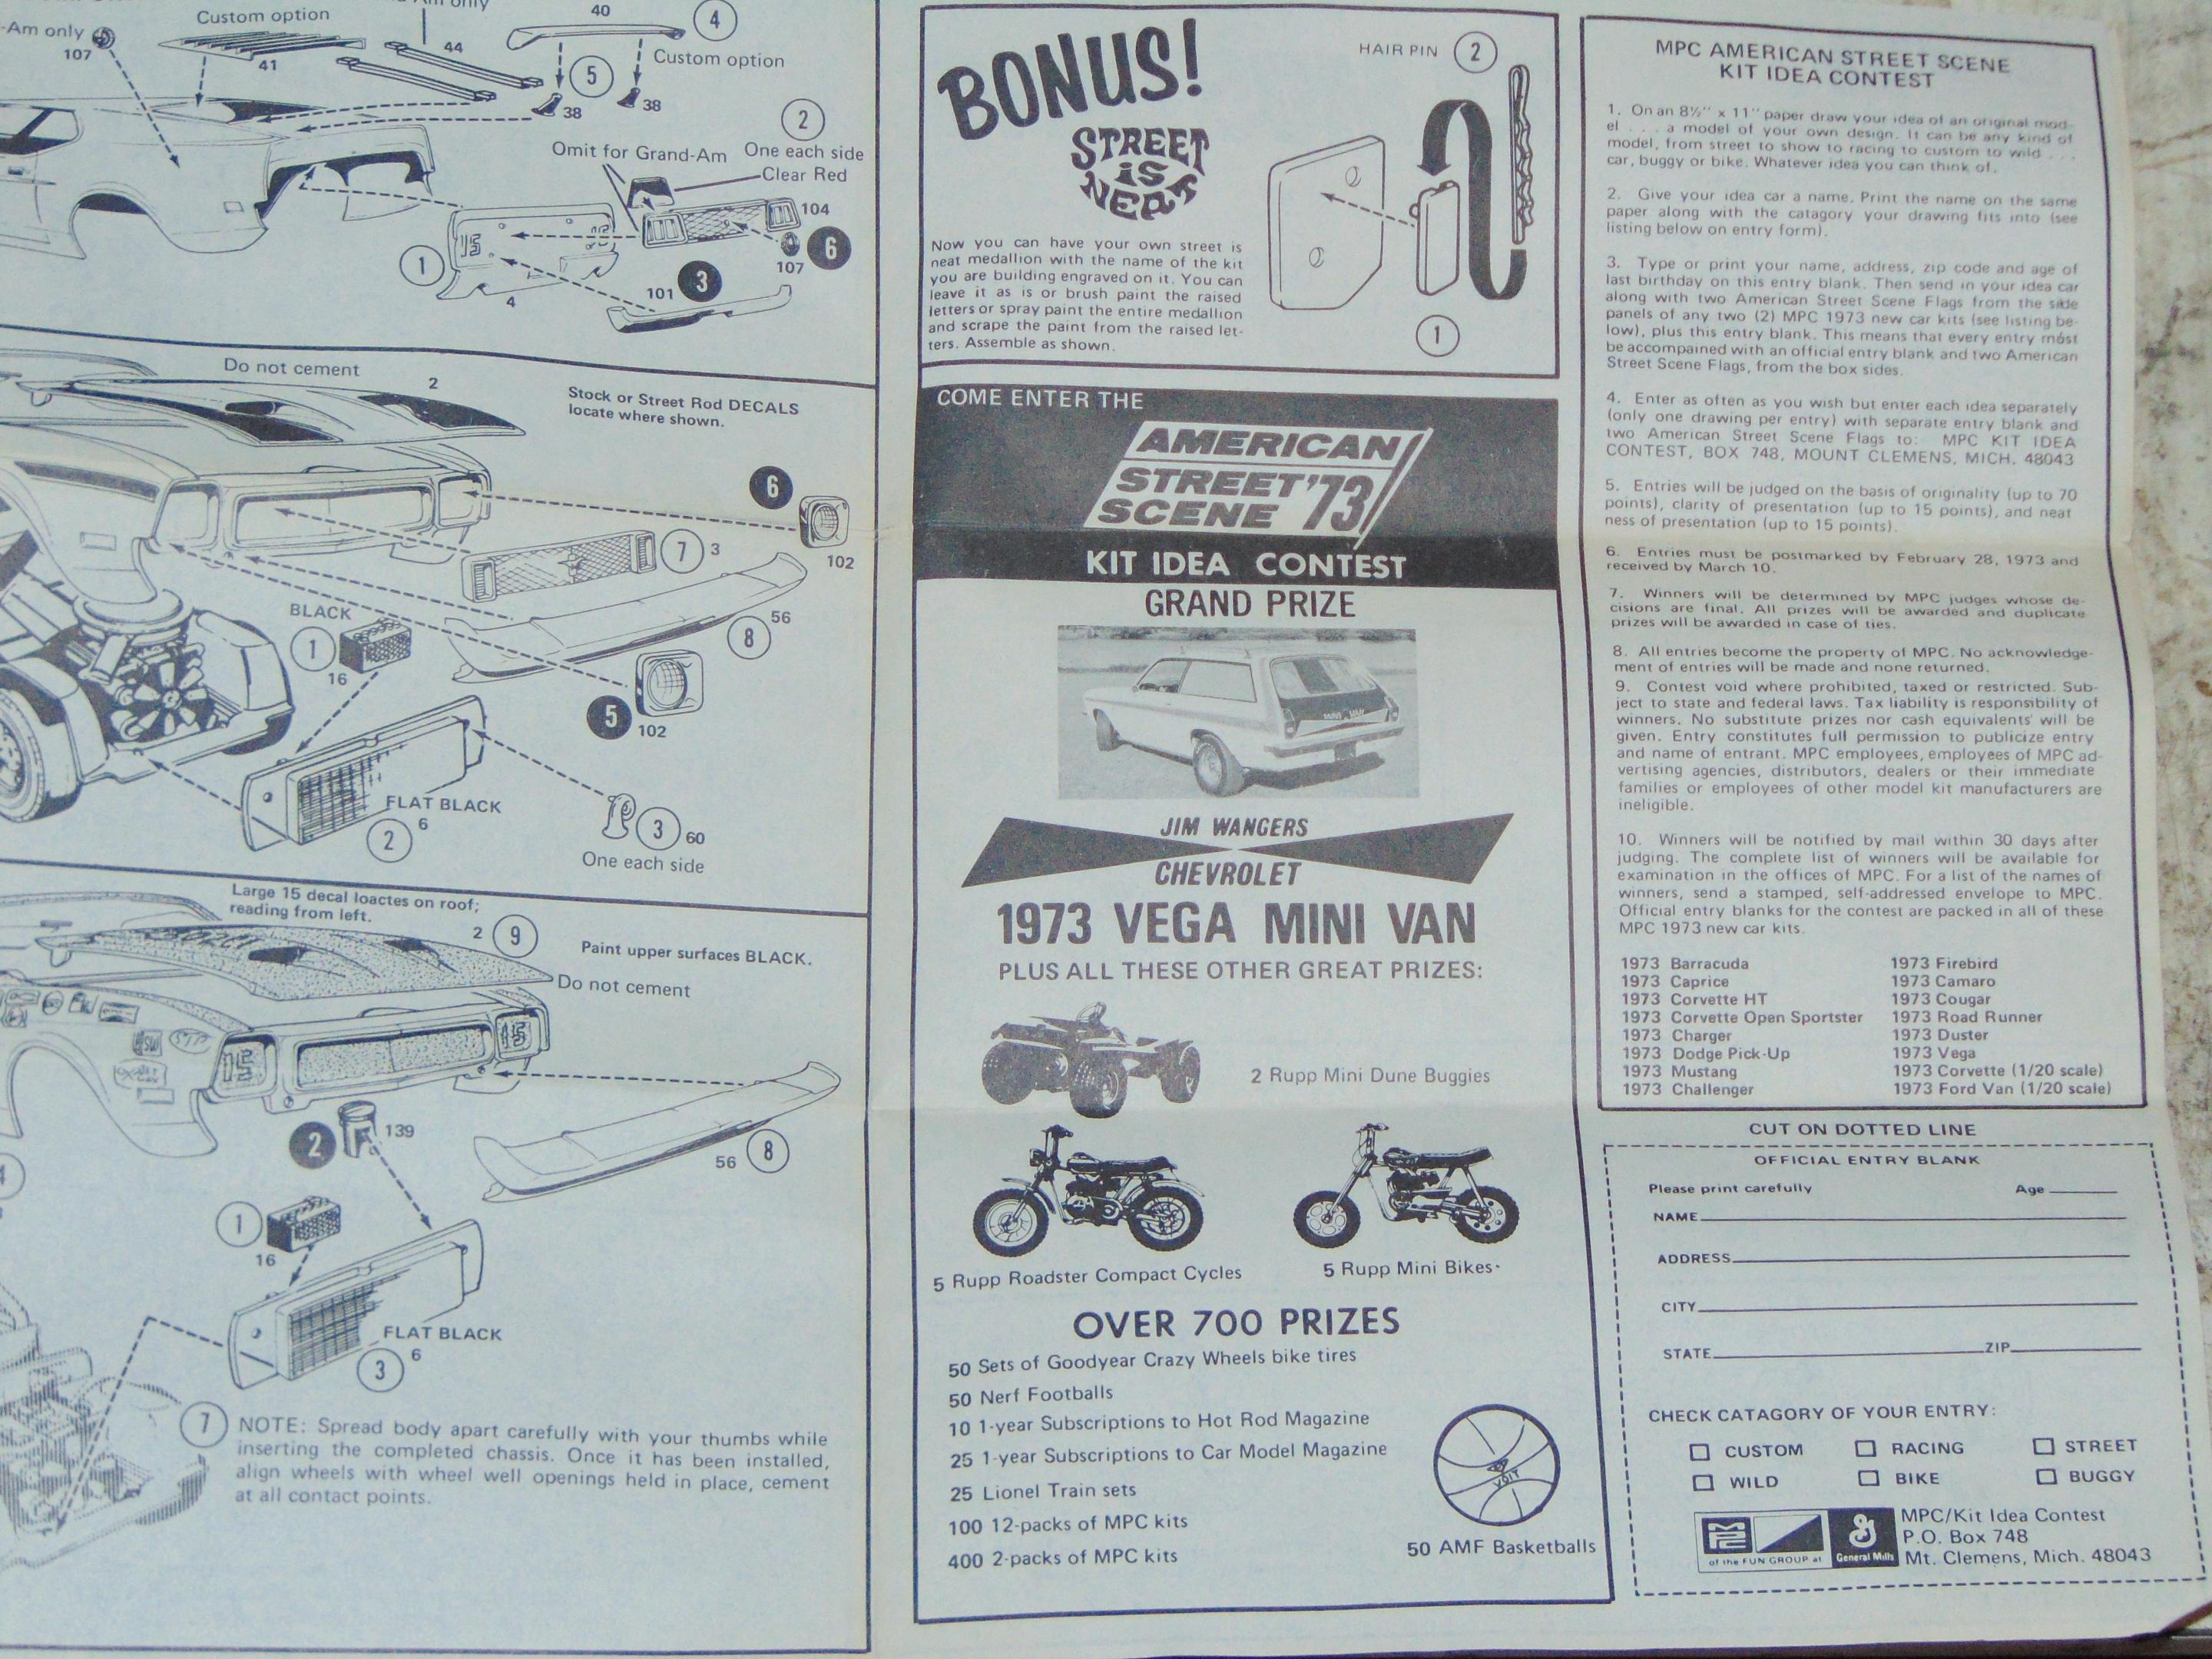 -Am only
107
Custom option
41
44
40
4
Custom option
5
38
38
2
One each side
Omit for Grand-Am
Clear Red
104
6
107
1
4
101
3
Do not cement
2
Stock or Street Rod DECALS
locate where shown.
6
102
7
3
56
8
BLACK
1
16
5
102
FLAT BLACK
6
2
3
60
One each side
Large 15 decal loactes on roof;
reading from left.
2
9
Paint upper surfaces BLACK.
Do not cement
15
15
STP
2
139
56
8
1
16
FLAT BLACK
6
3
7
NOTE: Spread body apart carefully with your thumbs while
inserting the completed chassis. Once it has been installed,
align wheels with wheel well openings held in place, cement
at all contact points.
BONUS!
STREET
IS
NEAT
HAIR PIN
2
1
Now you can have your own street is
neat medallion with the name of the kit
you are building engraved on it. You can
leave it as is or brush paint the raised
letters or spray paint the entire medallion
and scrape the paint from the raised let-
ters. Assemble as shown.
COME ENTER THE
AMERICAN
STREET '73
SCENE
KIT IDEA CONTEST
GRAND PRIZE
MINI VAN
JIM WANGERS
CHEVROLET
1973 VEGA MINI VAN
PLUS ALL THESE OTHER GREAT PRIZES:
2 Rupp Mini Dune Buggies
5 Rupp Roadster Compact Cycles
5 Rupp Mini Bikes
OVER 700 PRIZES
50 Sets of Goodyear Crazy Wheels bike tires
50 Nerf Footballs
10 1-year Subscriptions to Hot Rod Magazine
25 1-year Subscriptions to Car Model Magazine
25 Lionel Train sets
100 12-packs of MPC kits
400 2-packs of MPC kits
VOIT
50 AMF Basketballs
MPC AMERICAN STREET SCENE
KIT IDEA CONTEST
1. On an 8½" x 11" paper draw your idea of an original mod-
el . . . a model of your own design. It can be any kind of
model, from street to show to racing to custom to wild . . .
car, buggy or bike. Whatever idea you can think of.
2. Give your idea car a name. Print the name on the same
paper along with the catagory your drawing fits into (see
listing below on entry form).
3. Type or print your name, address, zip code and age of
last birthday on this entry blank. Then send in your idea car
along with two American Street Scene Flags from the side
panels of any two (2) MPC 1973 new car kits (see listing be-
low), plus this entry blank. This means that every entry must
be accompained with an official entry blank and two American
Street Scene Flags, from the box sides.
4. Enter as often as you wish but enter each idea separately
(only one drawing per entry) with separate entry blank and
two American Street Scene Flags to: MPC KIT IDEA
CONTEST, BOX 748, MOUNT CLEMENS, MICH. 48043
5. Entries will be judged on the basis of originality (up to 70
points), clarity of presentation (up to 15 points), and neat
ness of presentation (up to 15 points).
6. Entries must be postmarked by February 28, 1973 and
received by March 10.
7. Winners will be determined by MPC judges whose de-
cisions are final. All prizes will be awarded and duplicate
prizes will be awarded in case of ties.
8. All entries become the property of MPC. No acknowledge-
ment of entries will be made and none returned.
9. Contest void where prohibited, taxed or restricted. Sub-
ject to state and federal laws. Tax liability is responsibility of
winners. No substitute prizes nor cash equivalents will be
given. Entry constitutes full permission to publicize entry
and name of entrant. MPC employees, employees of MPC ad-
vertising agencies, distributors, dealers or their immediate
families or employees of other model kit manufacturers are
ineligible.
10. Winners will be notified by mail within 30 days after
judging. The complete list of winners will be available for
examination in the offices of MPC. For a list of the names of
winners, send a stamped, self-addressed envelope to MPC.
Official entry blanks for the contest are packed in all of these
MPC 1973 new car kits.
1973 Barracuda 1973 Firebird
1973 Caprice 1973 Camaro
1973 Corvette HT 1973 Cougar
1973 Corvette Open Sportster 1973 Road Runner
1973 Charger 1973 Duster
1973 Dodge Pick-Up 1973 Vega
1973 Mustang 1973 Corvette (1/20 scale)
1973 Challenger 1973 Ford Van (1/20 scale)
CUT ON DOTTED LINE
OFFICIAL ENTRY BLANK
Please print carefully Age
NAME
ADDRESS
CITY
STATE ZIP
CHECK CATAGORY OF YOUR ENTRY:
CUSTOM RACING STREET
WILD BIKE BUGGY
MPC
of the FUN GROUP at General Mills
MPC/Kit Idea Contest
P.O. Box 748
Mt. Clemens, Mich. 48043